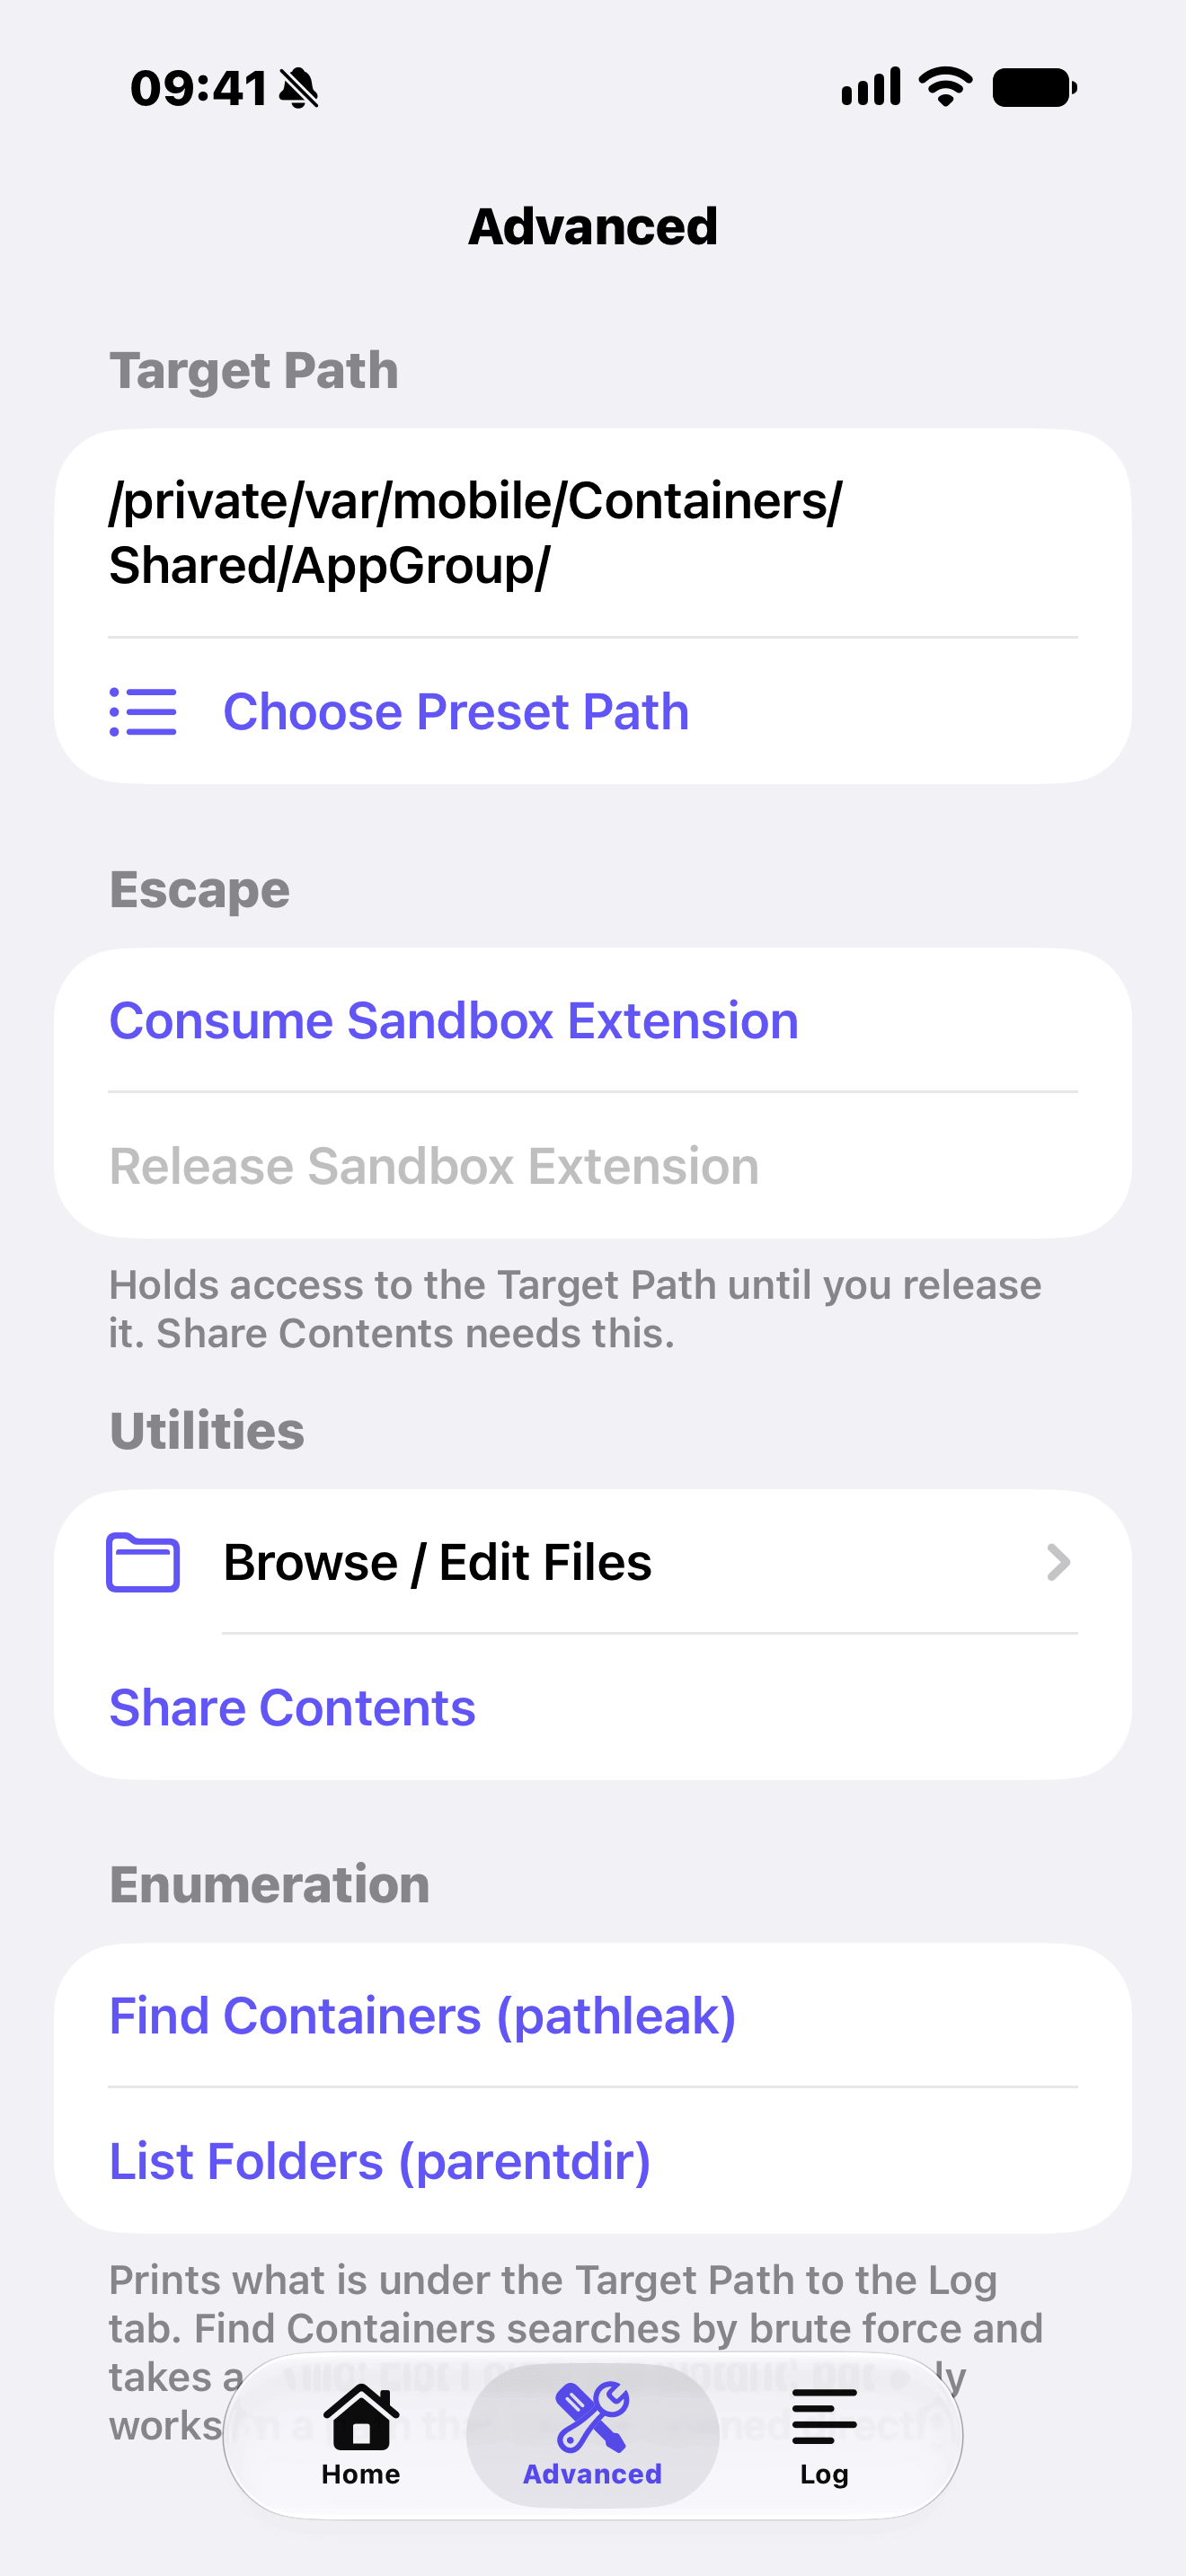 09:41
Advanced
Target Path
/private/var/mobile/Containers/
Shared/AppGroup/
Choose Preset Path
Escape
Consume Sandbox Extension
Release Sandbox Extension
Holds access to the Target Path until you release
it. Share Contents needs this.
Utilities
Browse / Edit Files
Share Contents
Enumeration
Find Containers (pathleak)
List Folders (parentdir)
Prints what is under the Target Path to the Log
tab. Find Containers searches by brute force and
takes a
works
Home
Advanced
Log